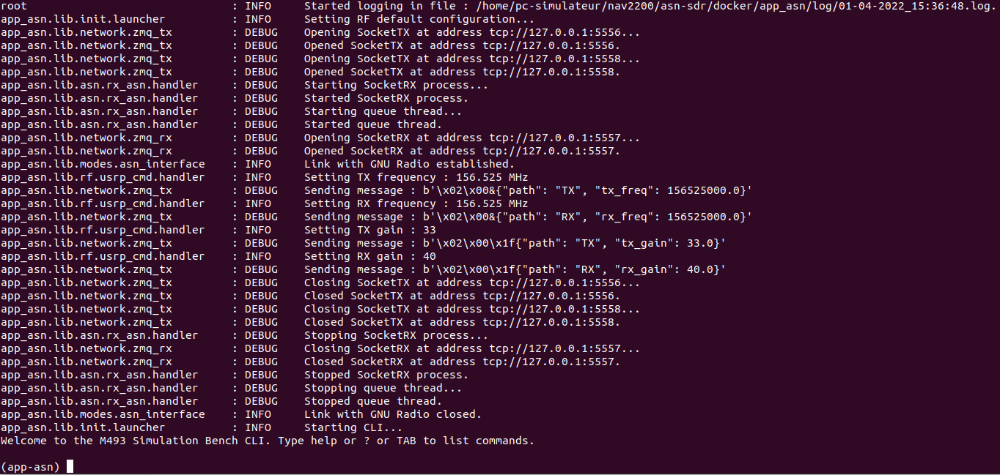 root                               : INFO     Started logging in file : /home/pc-simulateur/nav2200/asn-sdr/docker/app_asn/log/01-04-2022_15:36:48.log.
app_asn.lib.init.launcher          : INFO     Setting RF default configuration...
app_asn.lib.network.zmq_tx         : DEBUG    Opening SocketTX at address tcp://127.0.0.1:5556...
app_asn.lib.network.zmq_tx         : DEBUG    Opened SocketTX at address tcp://127.0.0.1:5556.
app_asn.lib.network.zmq_tx         : DEBUG    Opening SocketTX at address tcp://127.0.0.1:5558...
app_asn.lib.network.zmq_tx         : DEBUG    Opened SocketTX at address tcp://127.0.0.1:5558.
app_asn.lib.asn.rx_asn.handler     : DEBUG    Starting SocketRX process...
app_asn.lib.asn.rx_asn.handler     : DEBUG    Started SocketRX process.
app_asn.lib.asn.rx_asn.handler     : DEBUG    Starting queue thread...
app_asn.lib.asn.rx_asn.handler     : DEBUG    Started queue thread.
app_asn.lib.network.zmq_rx         : DEBUG    Opening SocketRX at address tcp://127.0.0.1:5557...
app_asn.lib.network.zmq_rx         : DEBUG    Opened SocketRX at address tcp://127.0.0.1:5557.
app_asn.lib.modes.asn_interface    : INFO     Link with GNU Radio established.
app_asn.lib.rf.usrp_cmd.handler    : INFO     Setting TX frequency : 156.525 MHz
app_asn.lib.network.zmq_tx         : DEBUG    Sending message : b'\x02\x00&{"path": "TX", "tx_freq": 156525000.0}'
app_asn.lib.rf.usrp_cmd.handler    : INFO     Setting RX frequency : 156.525 MHz
app_asn.lib.network.zmq_tx         : DEBUG    Sending message : b'\x02\x00&{"path": "RX", "rx_freq": 156525000.0}'
app_asn.lib.rf.usrp_cmd.handler    : INFO     Setting TX gain : 33
app_asn.lib.network.zmq_tx         : DEBUG    Sending message : b'\x02\x00\x1f{"path": "TX", "tx_gain": 33.0}'
app_asn.lib.rf.usrp_cmd.handler    : INFO     Setting RX gain : 40
app_asn.lib.network.zmq_tx         : DEBUG    Sending message : b'\x02\x00\x1f{"path": "RX", "rx_gain": 40.0}'
app_asn.lib.network.zmq_tx         : DEBUG    Closing SocketTX at address tcp://127.0.0.1:5556...
app_asn.lib.network.zmq_tx         : DEBUG    Closed SocketTX at address tcp://127.0.0.1:5556.
app_asn.lib.network.zmq_tx         : DEBUG    Closing SocketTX at address tcp://127.0.0.1:5558...
app_asn.lib.network.zmq_tx         : DEBUG    Closed SocketTX at address tcp://127.0.0.1:5558.
app_asn.lib.asn.rx_asn.handler     : DEBUG    Stopping SocketRX process...
app_asn.lib.network.zmq_rx         : DEBUG    Closing SocketRX at address tcp://127.0.0.1:5557...
app_asn.lib.network.zmq_rx         : DEBUG    Closed SocketRX at address tcp://127.0.0.1:5557.
app_asn.lib.asn.rx_asn.handler     : DEBUG    Stopped SocketRX process.
app_asn.lib.asn.rx_asn.handler     : DEBUG    Stopping queue thread...
app_asn.lib.asn.rx_asn.handler     : DEBUG    Stopped queue thread.
app_asn.lib.modes.asn_interface    : INFO     Link with GNU Radio closed.
app_asn.lib.init.launcher          : INFO     Starting CLI...
Welcome to the M493 Simulation Bench CLI. Type help or ? or TAB to list commands.
(app-asn)